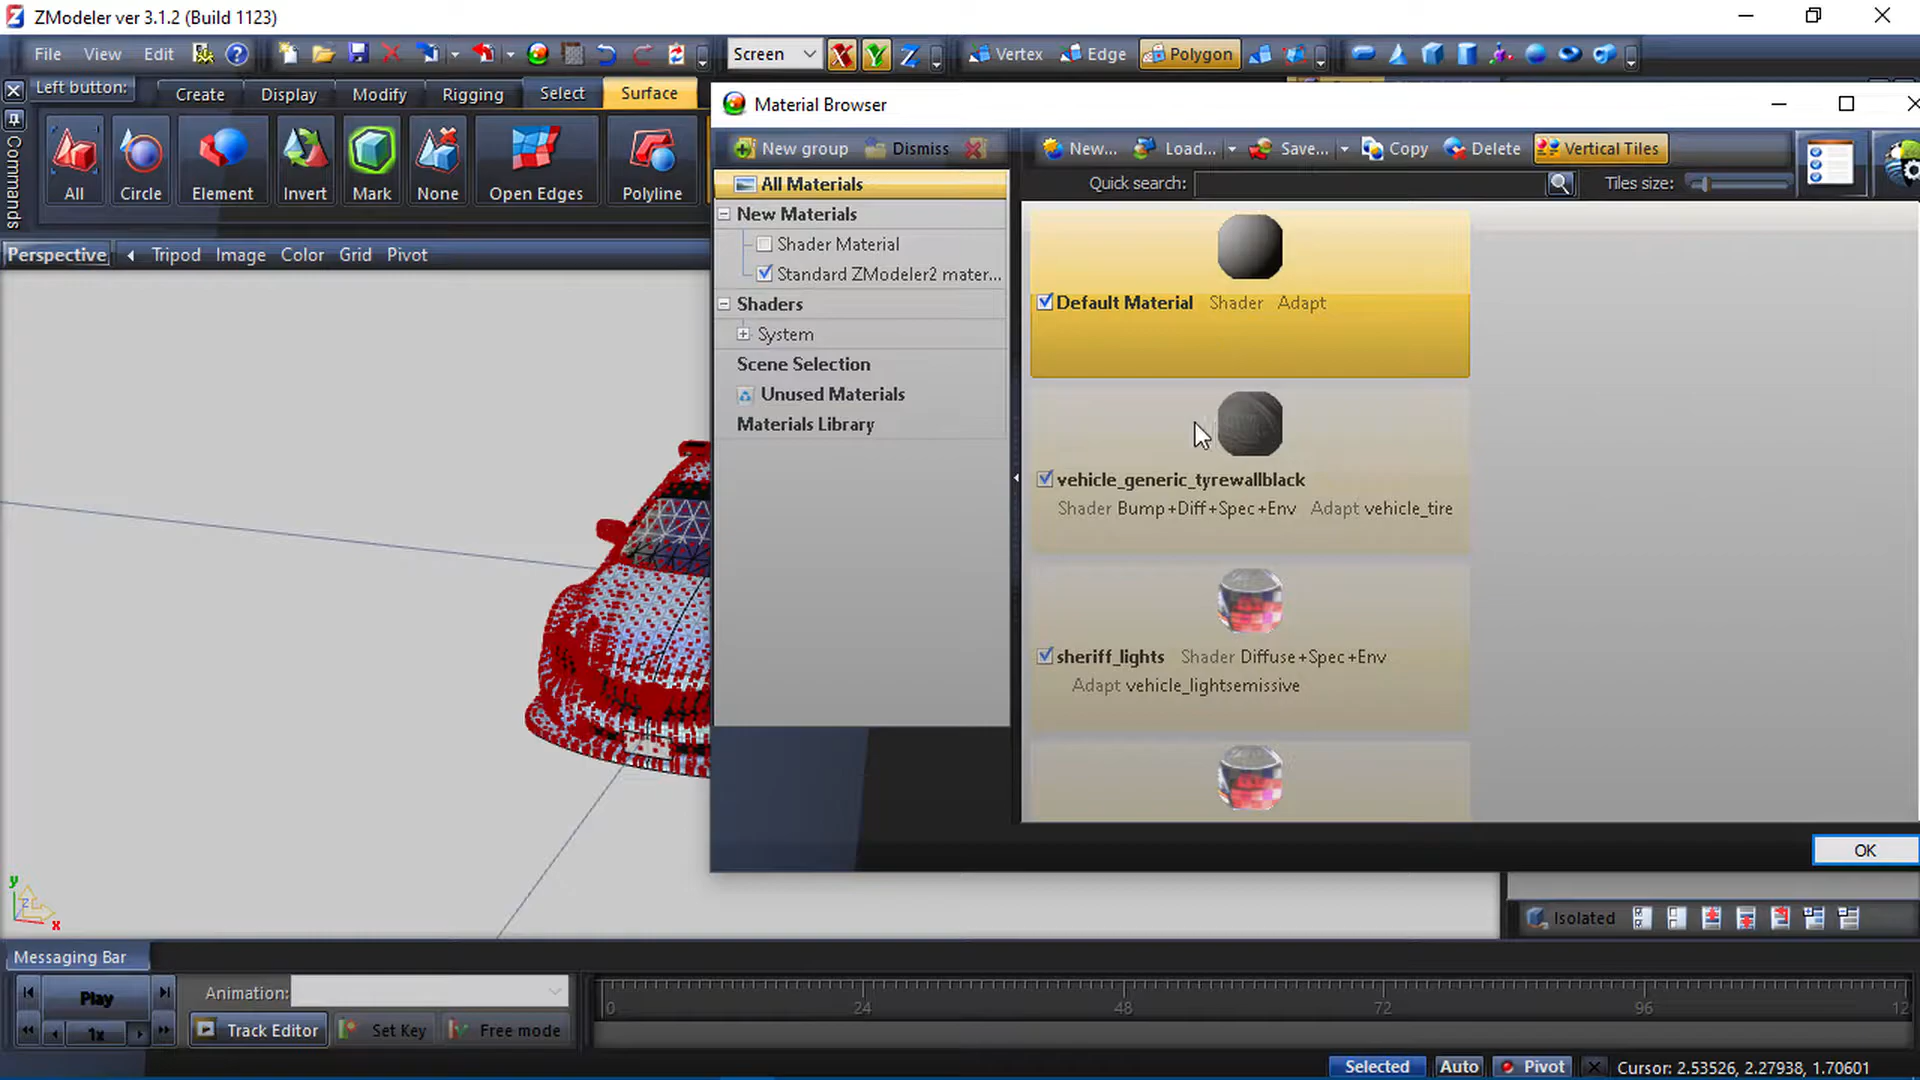 ZModeler ver 3.1.2 (Build 1123)
File View Edit
Screen
Vertex Edge Polygon
Left button:
Create Display Modify Rigging Select Surface
Commands
All Circle Element Invert Mark None Open Edges Polyline
Perspective Tripod Image Color Grid Pivot
Material Browser
New group Dismiss
New... Load... Save... Copy Delete Vertical Tiles
Quick search: Tiles size:
All Materials
New Materials
Shader Material
Standard ZModeler2 mater...
Shaders
System
Scene Selection
Unused Materials
Materials Library
Default Material Shader Adapt
vehicle_generic_tyrewallblack
Shader Bump+Diff+Spec+Env Adapt vehicle_tire
sheriff_lights Shader Diffuse+Spec+Env
Adapt vehicle_lightsemissive
OK
y
z
x
Isolated
Messaging Bar
Play
1x
Animation:
Track Editor Set Key Free mode
0 24 48 72 96 12
Selected Auto Pivot Cursor: 2.53526, 2.27938, 1.70601